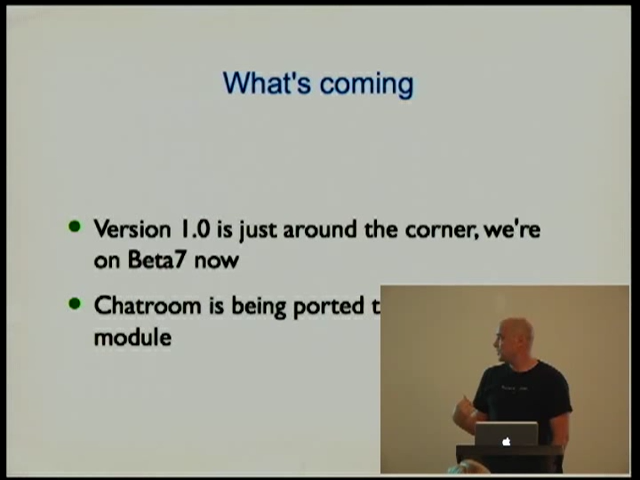 What's coming
Version 1.0 is just around the corner, we're
on Beta7 now
Chatroom is being ported
module